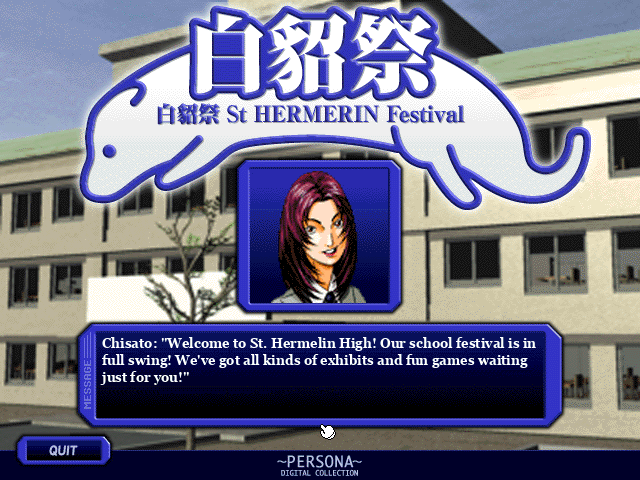 白貂祭
白貂祭 St HERMERIN Festival
Chisato: "Welcome to St. Hermelin High! Our school festival is in
full swing! We've got all kinds of exhibits and fun games waiting
just for you!"
MESSAGE
QUIT
~PERSONA~
DIGITAL COLLECTION